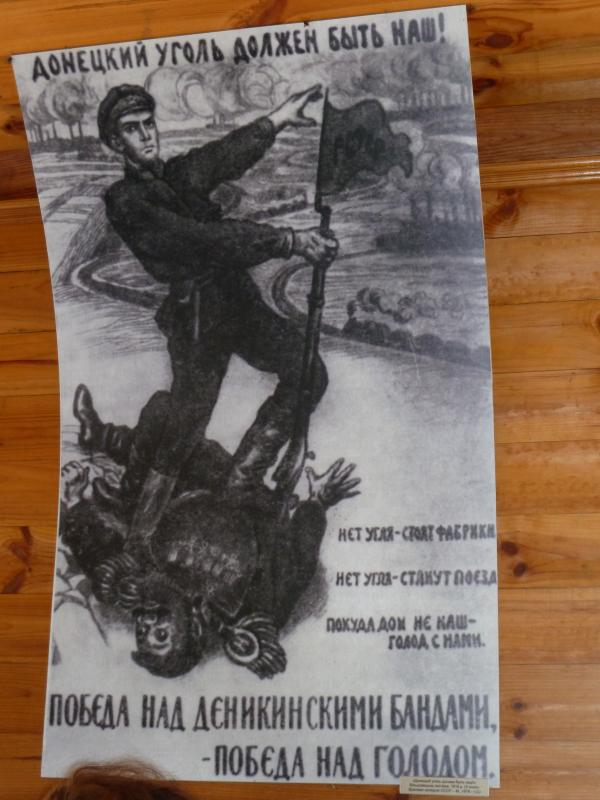 ДОНЕЦКИЙ УГОЛЬ ДОЛЖЕН БЫТЬ НАШ!
НЕТ УГЛЯ-СТОЯТ ФАБРИКИ
НЕТ УГЛЯ-СТАНУТ ПОЕЗД
ПОКУДА ДОН НЕ НАШ-
ГОЛОД С НАМИ.
ПОБЕДА НАД ДЕНИКИНСКИМИ БАНДАМИ,
-ПОБЕДА НАД ГОЛОДОМ.